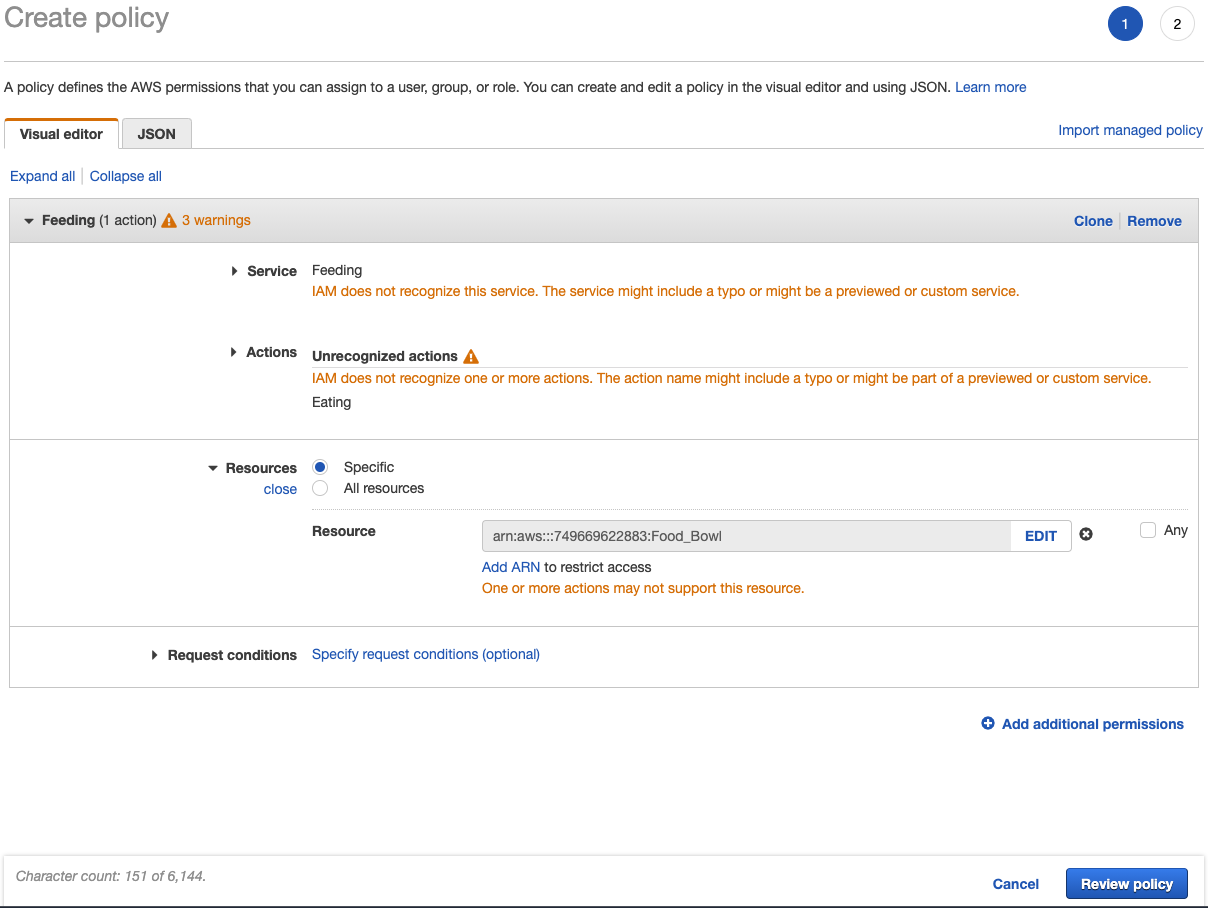 Create policy
1 2
A policy defines the AWS permissions that you can assign to a user, group, or role. You can create and edit a policy in the visual editor and using JSON. Learn more
Visual editor JSON
Import managed policy
Expand all Collapse all
Feeding (1 action) 3 warnings Clone Remove
Service Feeding
IAM does not recognize this service. The service might include a typo or might be a previewed or custom service.
Actions Unrecognized actions
IAM does not recognize one or more actions. The action name might include a typo or might be part of a previewed or custom service.
Eating
Resources Specific
close All resources
Resource arn:aws:::749669622883:Food_Bowl EDIT Any
Add ARN to restrict access
One or more actions may not support this resource.
Request conditions Specify request conditions (optional)
Add additional permissions
Character count: 151 of 6,144.
Cancel Review policy